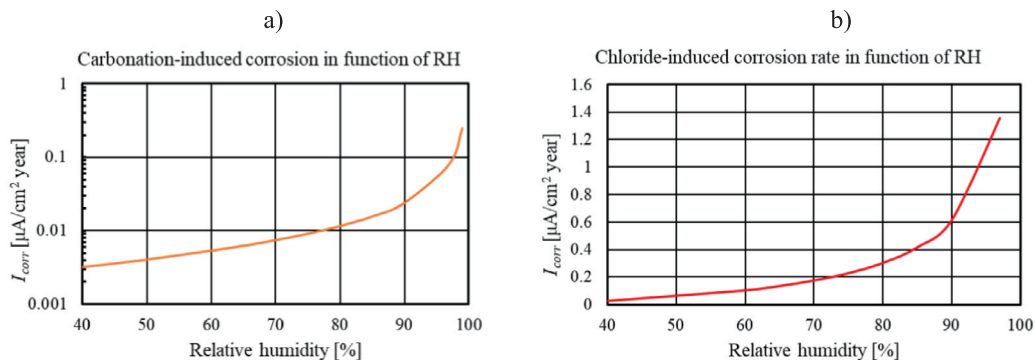 a)
Carbonation-induced corrosion in function of RH
1
0.1
0.01
0.001
I_corr [µA/cm² year]
40 50 60 70 80 90 100
Relative humidity [%]
b)
Chloride-induced corrosion rate in function of RH
1.6
1.4
1.2
1
0.8
0.6
0.4
0.2
0
I_corr [µA/cm² year]
40 50 60 70 80 90 100
Relative humidity [%]